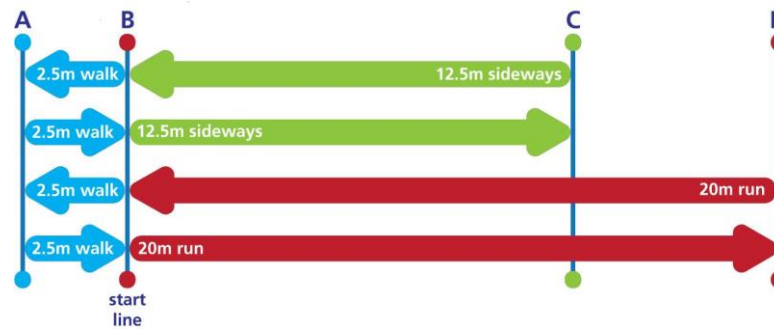 A B C
2.5m walk 12.5m sideways
2.5m walk 12.5m sideways
2.5m walk 20m run
2.5m walk 20m run
start
line